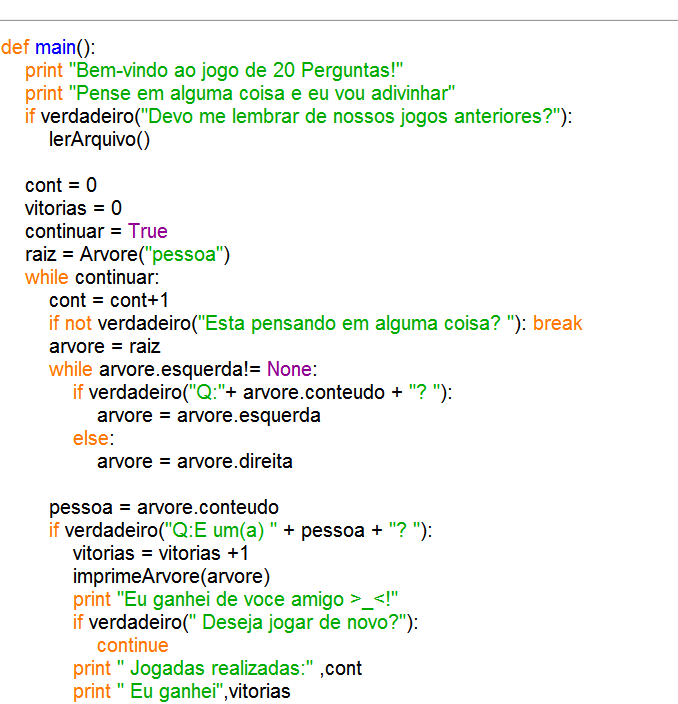 def main():
    print "Bem-vindo ao jogo de 20 Perguntas!"
    print "Pense em alguma coisa e eu vou adivinhar"
    if verdadeiro("Devo me lembrar de nossos jogos anteriores?"):
        lerArquivo()

    cont = 0
    vitorias = 0
    continuar = True
    raiz = Arvore("pessoa")
    while continuar:
        cont = cont+1
        if not verdadeiro("Esta pensando em alguma coisa? "): break
        arvore = raiz
        while arvore.esquerda!= None:
            if verdadeiro("Q:"+ arvore.conteudo + "? "):
                arvore = arvore.esquerda
            else:
                arvore = arvore.direita

        pessoa = arvore.conteudo
        if verdadeiro("Q:E um(a) " + pessoa + "? "):
            vitorias = vitorias +1
            imprimeArvore(arvore)
            print "Eu ganhei de voce amigo >_<!"
            if verdadeiro(" Deseja jogar de novo?"):
                continue
            print " Jogadas realizadas:" ,cont
            print " Eu ganhei",vitorias